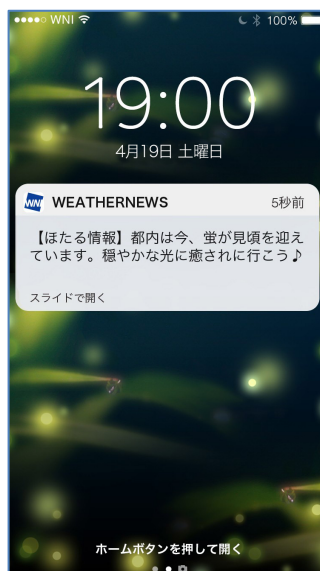 WNI
100%
19:00
4月19日 土曜日
WNI WEATHERNEWS 5秒前
【ほたる情報】都内は今、蛍が見頃を迎え
ています。穏やかな光に癒されに行こう♪
スライドで開く
ホームボタンを押して開く